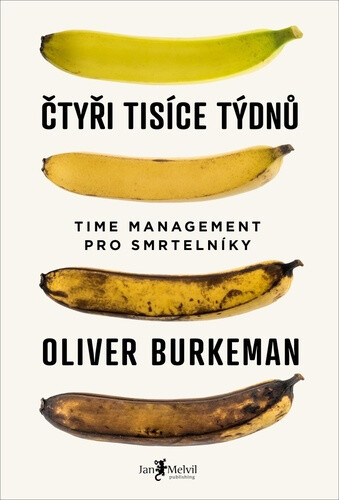 ČTYŘI TISÍCE TÝDNŮ
TIME MANAGEMENT
PRO SMRTELNÍKY
OLIVER BURKEMAN
Jan Melvil
publishing